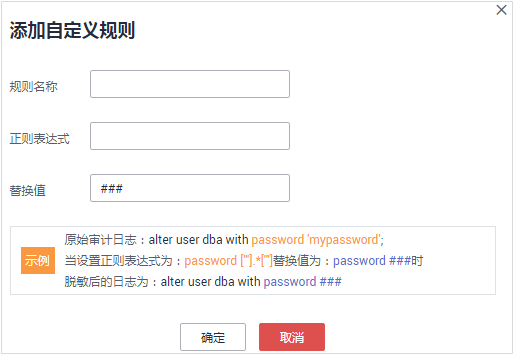 添加自定义规则
规则名称
正则表达式
替换值 ###
示例
原始审计日志：alter user dba with password 'mypassword';
当设置正则表达式为：password ['"].*['"]替换值为：password ###时
脱敏后的日志为：alter user dba with password ###
确定 取消